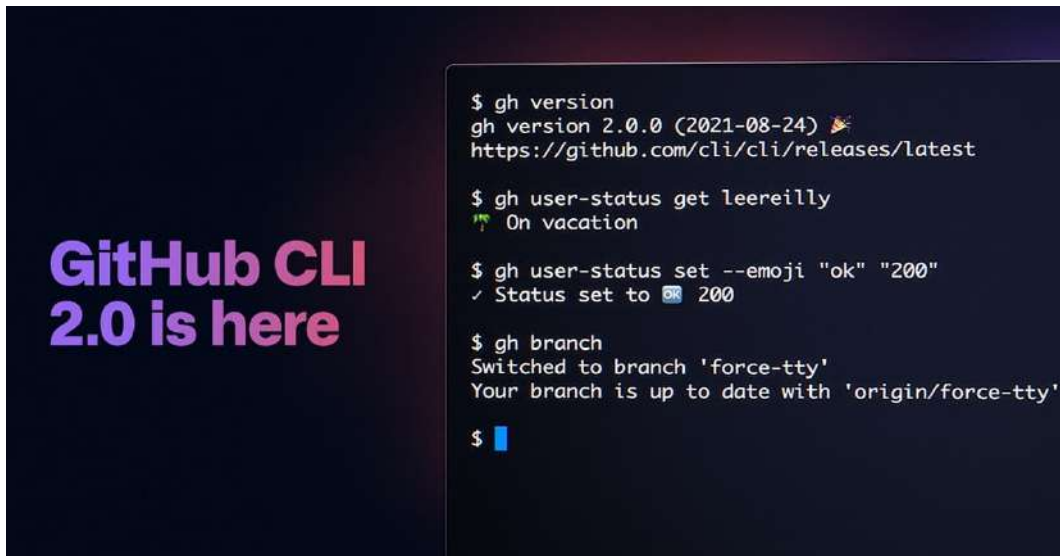 GitHub CLI
2.0 is here
$ gh version
gh version 2.0.0 (2021-08-24) 🎉
https://github.com/cli/cli/releases/latest
$ gh user-status get leereilly
🌴 On vacation
$ gh user-status set --emoji "ok" "200"
✓ Status set to 🆗 200
$ gh branch
Switched to branch 'force-tty'
Your branch is up to date with 'origin/force-tty'
$